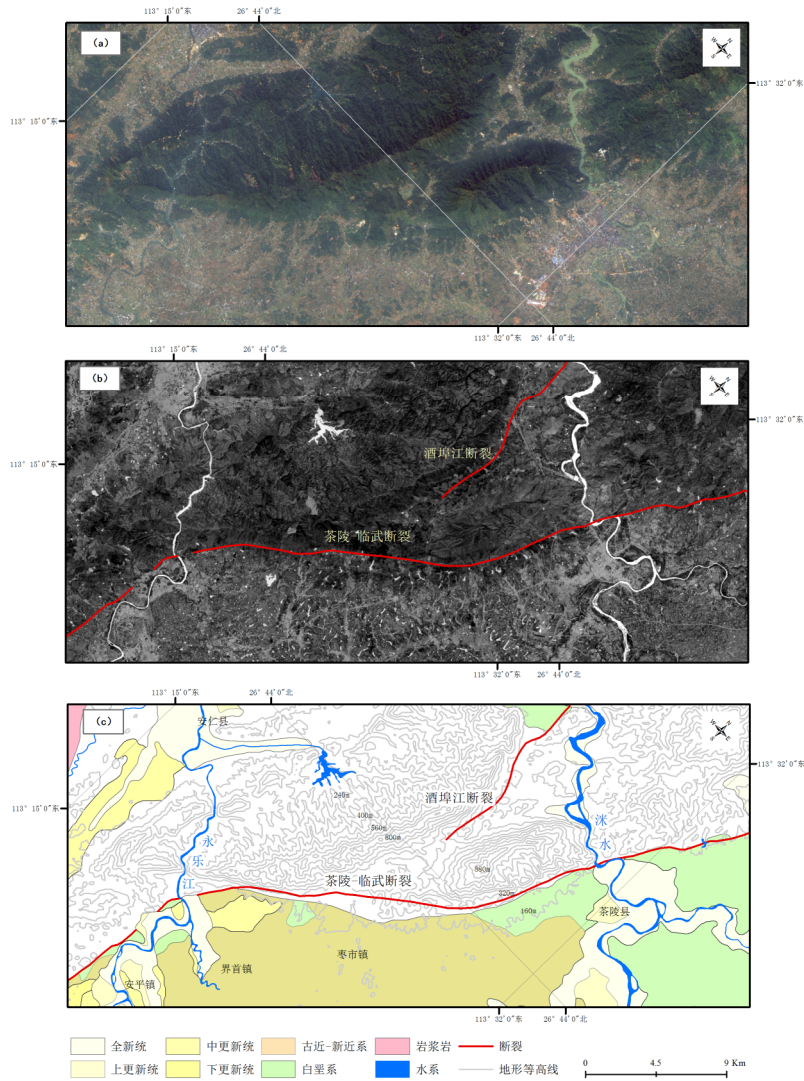 113° 15′0″东
26° 44′0″北
(a)
N
W
E
S
113° 15′0″东
113° 32′0″东
113° 32′0″东
26° 44′0″北
113° 15′0″东
26° 44′0″北
(b)
N
W
E
S
113° 32′0″东
酒埠江断裂
113° 15′0″东
茶陵-临武断裂
113° 32′0″东
26° 44′0″北
113° 15′0″东
26° 44′0″北
(c)
安仁县
N
W
E
S
113° 32′0″东
240m
酒埠江断裂
113° 15′0″东
400m
560m
800m
洣水
永乐江
880m
茶陵-临武断裂
320m
160m
茶陵县
枣市镇
界首镇
安平镇
113° 32′0″东
26° 44′0″北
全新统 中更新统 古近-新近系 岩浆岩 断裂
上更新统 下更新统 白垩系 水系 地形等高线
0 4.5 9 Km